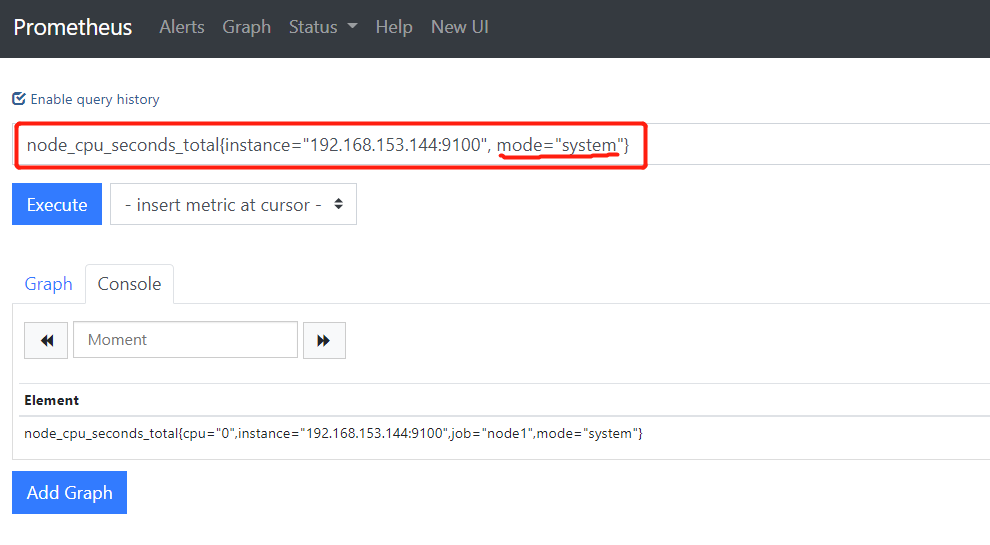 Prometheus Alerts Graph Status Help New UI
Enable query history
node_cpu_seconds_total{instance="192.168.153.144:9100", mode="system"}
Execute - insert metric at cursor -
Graph Console
Moment
Element
node_cpu_seconds_total{cpu="0",instance="192.168.153.144:9100",job="node1",mode="system"}
Add Graph